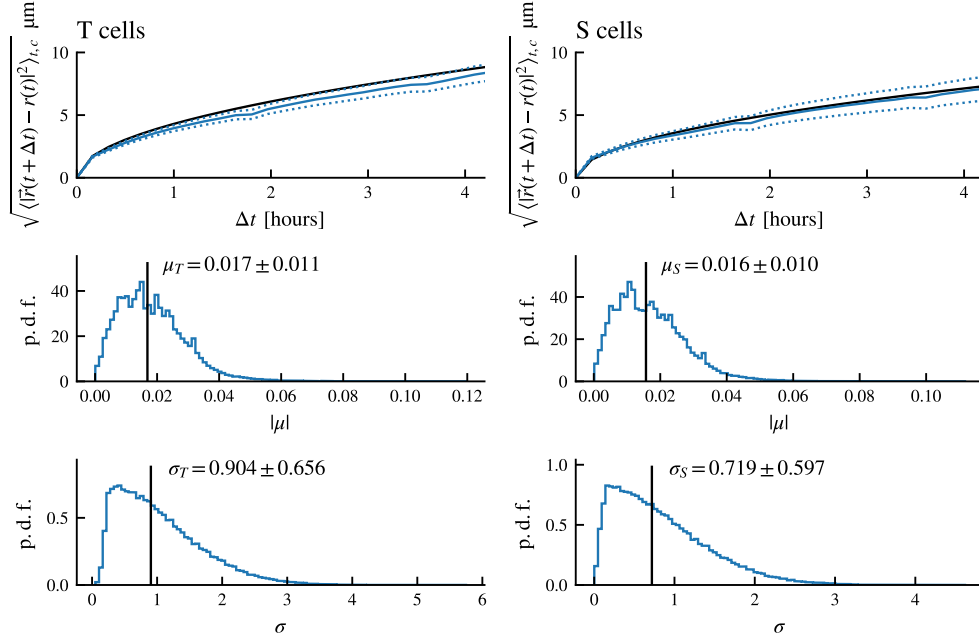 T cells
√⟨|r⃗(t + Δt) − r(t)|²⟩t,c μm
10
5
0
0 1 2 3 4
Δt [hours]
S cells
√⟨|r⃗(t + Δt) − r(t)|²⟩t,c μm
10
5
0
0 1 2 3 4
Δt [hours]
μT = 0.017 ± 0.011
p. d. f.
40
20
0
0.00 0.02 0.04 0.06 0.08 0.10 0.12
|μ|
μS = 0.016 ± 0.010
p. d. f.
40
20
0
0.00 0.02 0.04 0.06 0.08 0.10
|μ|
σT = 0.904 ± 0.656
p. d. f.
0.5
0.0
0 1 2 3 4 5 6
σ
σS = 0.719 ± 0.597
p. d. f.
1.0
0.5
0.0
0 1 2 3 4
σ